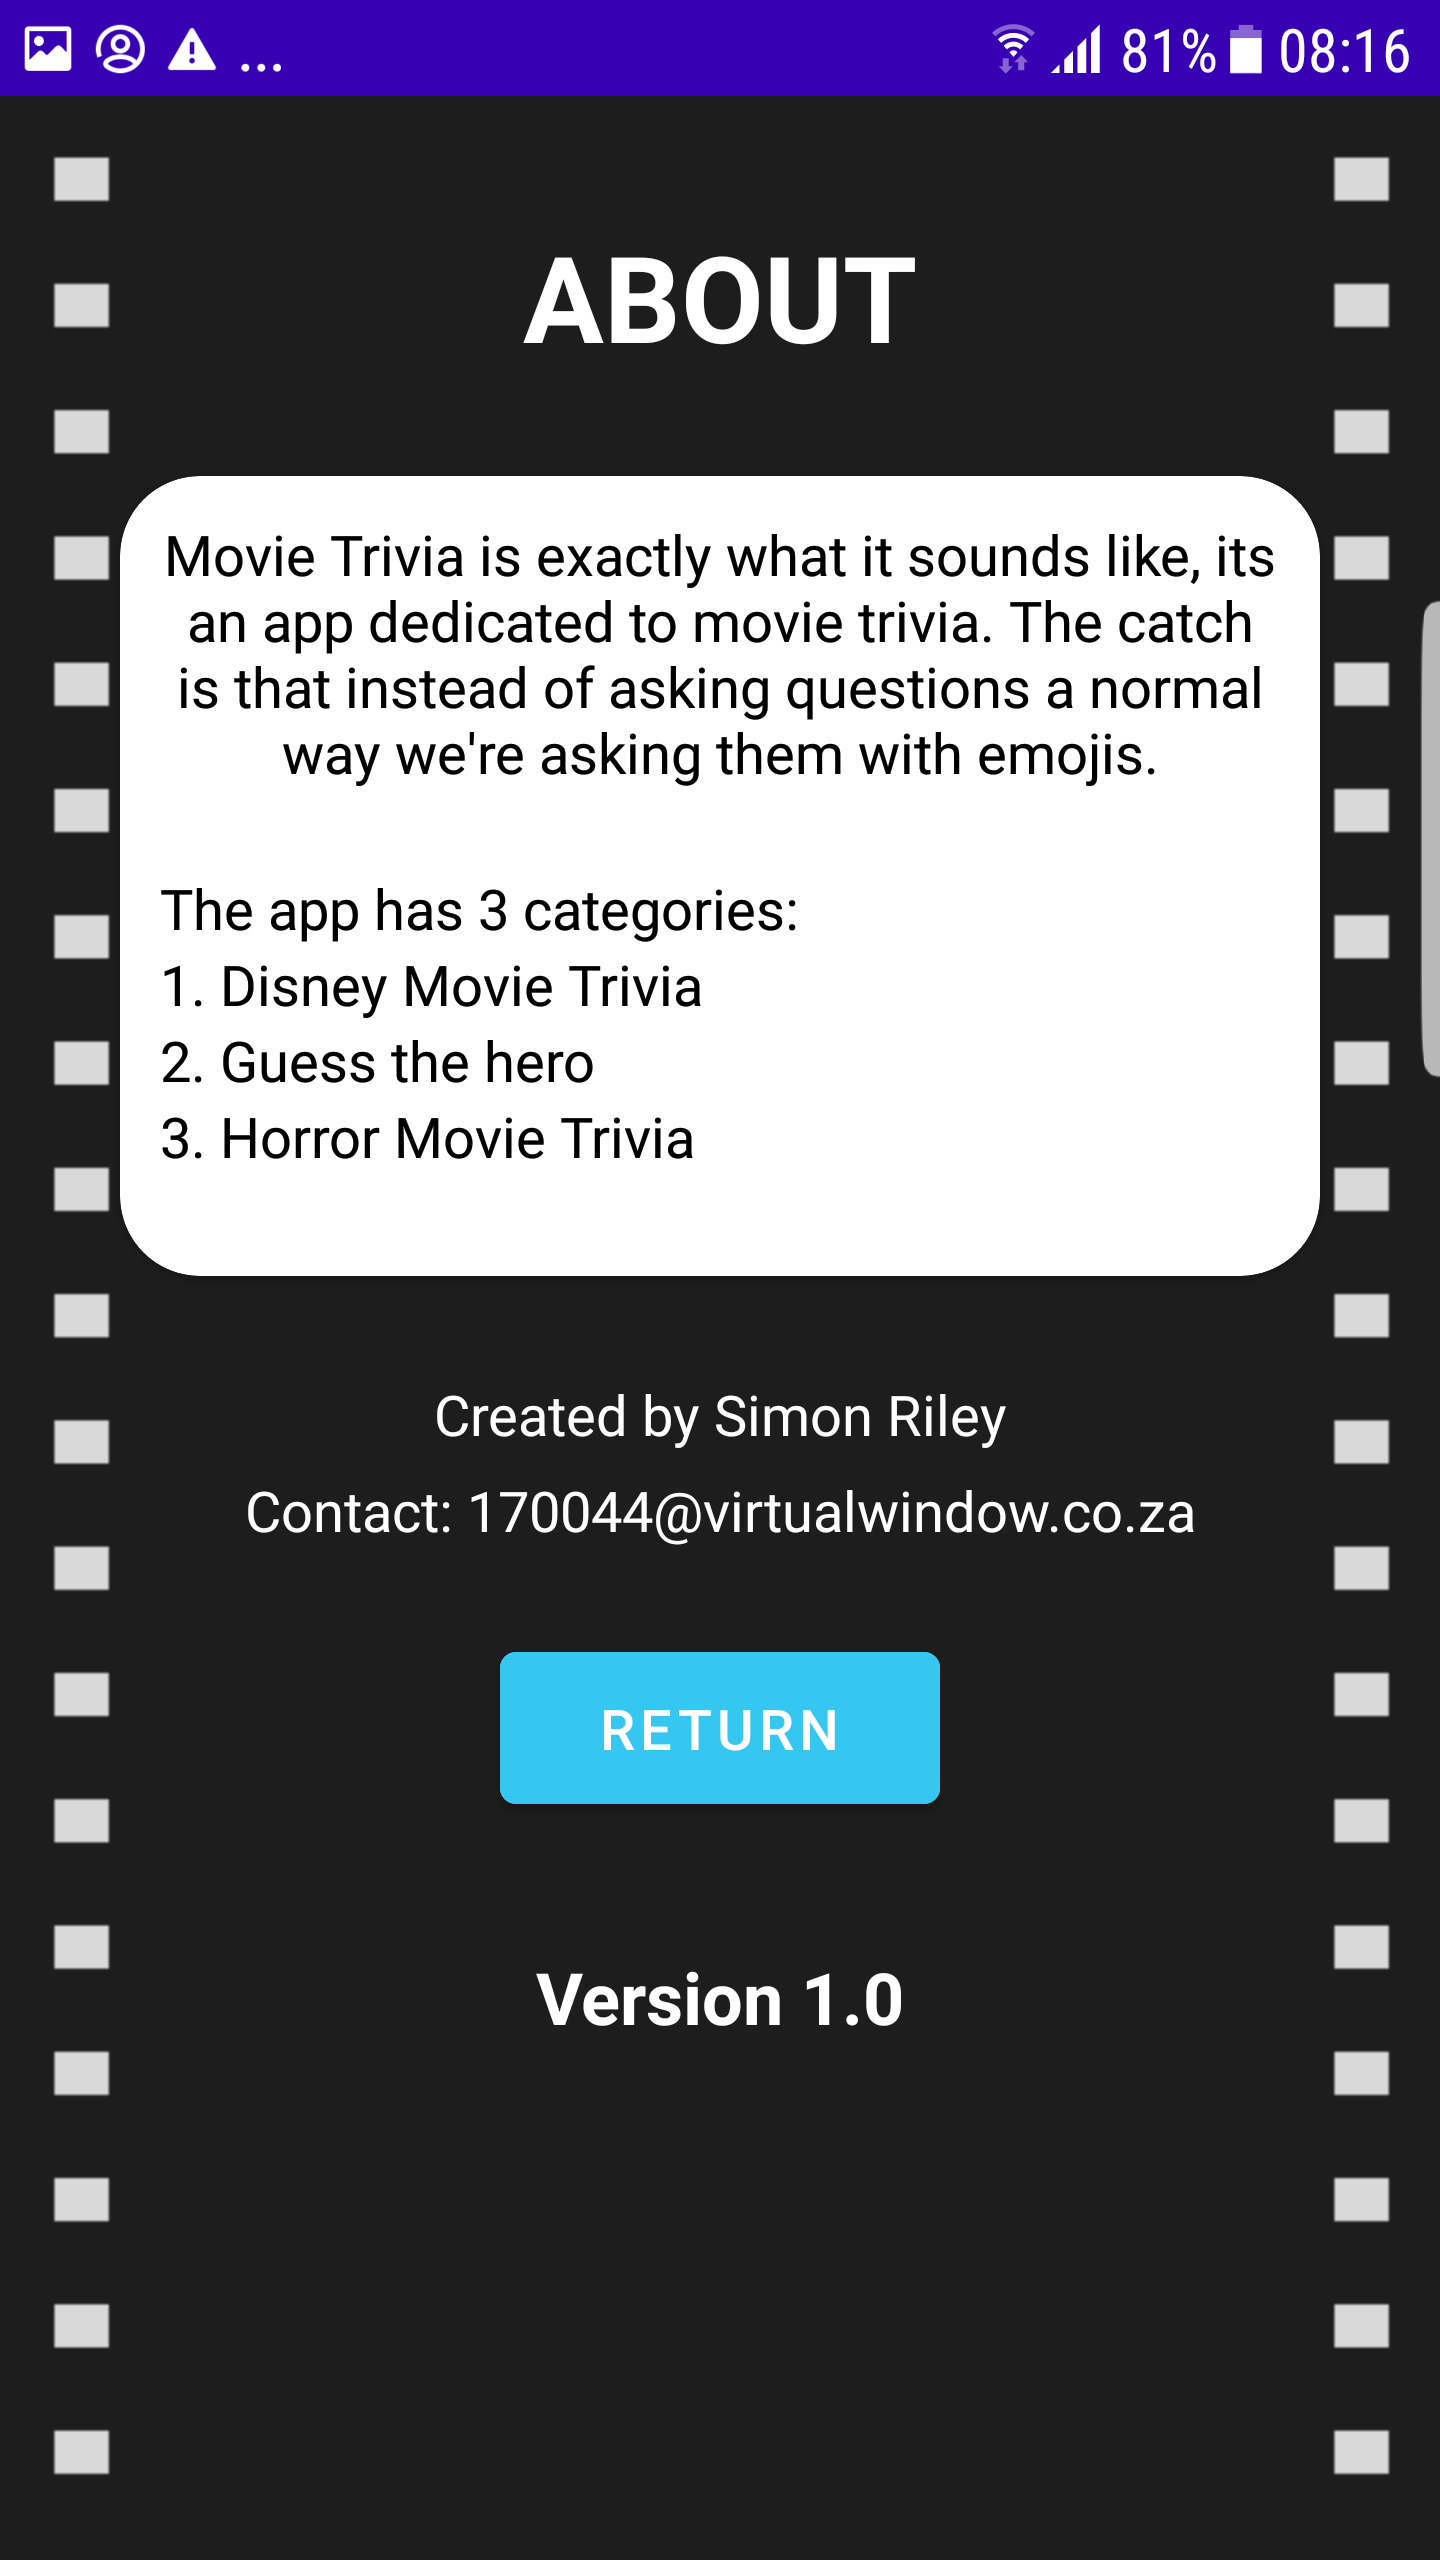 81% 08:16
ABOUT
Movie Trivia is exactly what it sounds like, its
an app dedicated to movie trivia. The catch
is that instead of asking questions a normal
way we're asking them with emojis.
The app has 3 categories:
1. Disney Movie Trivia
2. Guess the hero
3. Horror Movie Trivia
Created by Simon Riley
Contact: 170044@virtualwindow.co.za
RETURN
Version 1.0